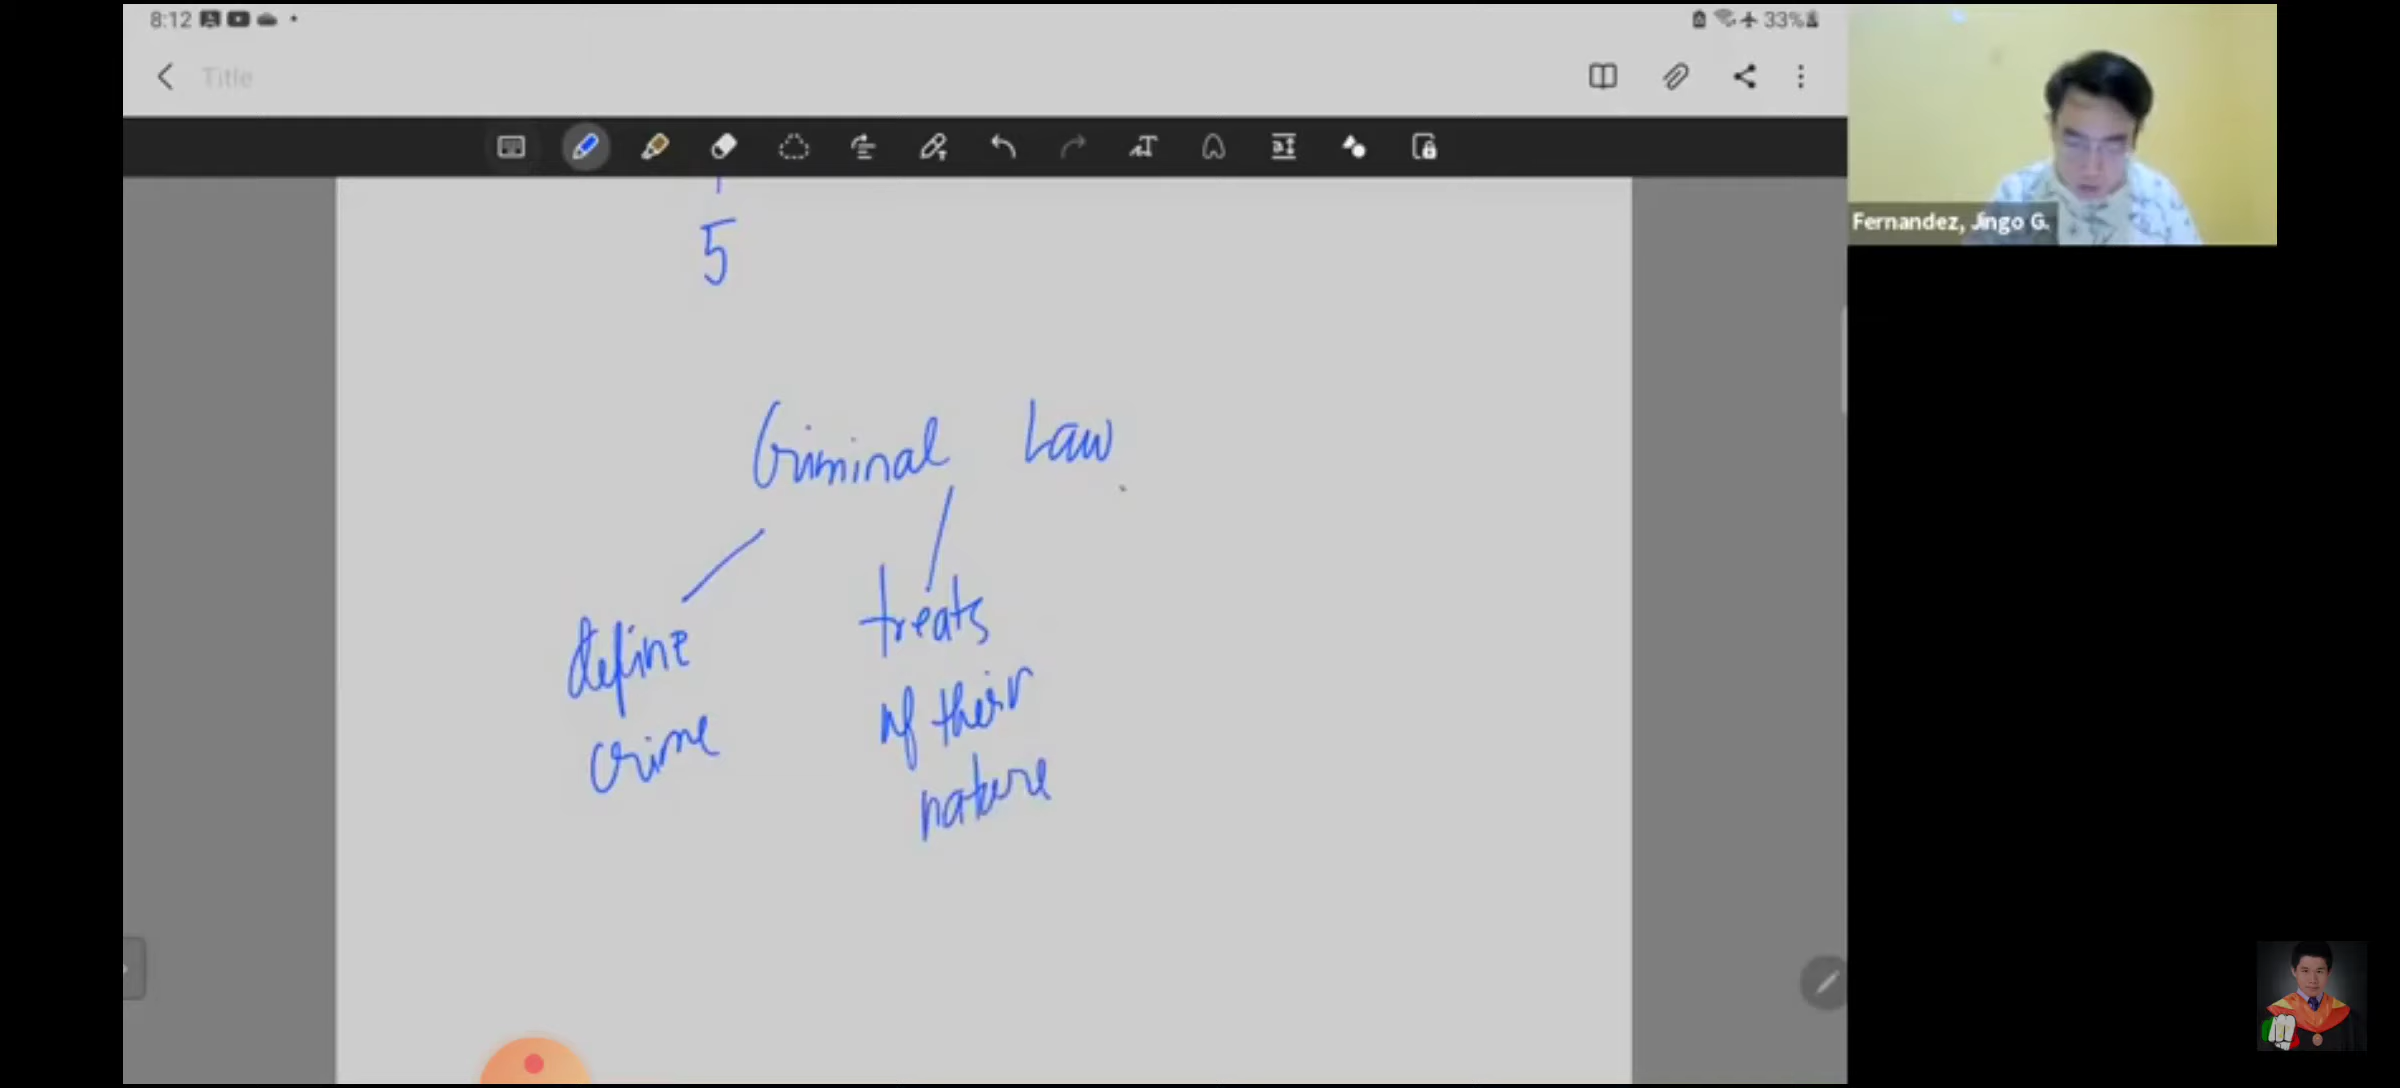 8:12
33%
Title
Fernandez, Jingo G.
5
Criminal Law
define
crime
treats
of their
nature